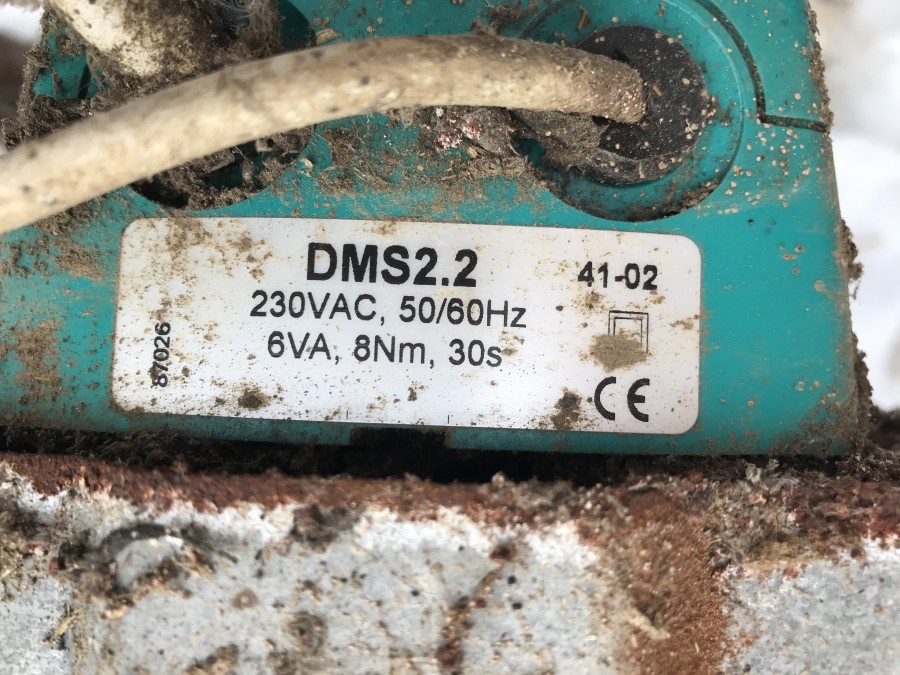 DMS2.2
41-02
230VAC, 50/60Hz
6VA, 8Nm, 30s
87026
CE